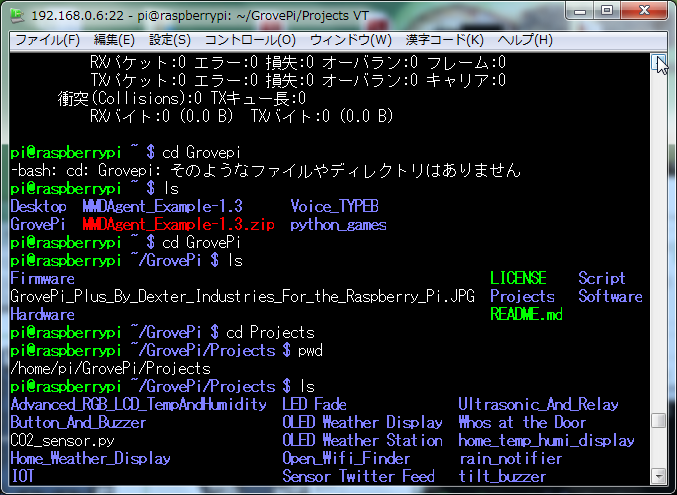 192.168.0.6:22 - pi@raspberrypi: ~/GrovePi/Projects VT
ファイル(F) 編集(E) 設定(S) コントロール(O) ウィンドウ(W) 漢字コード(K) ヘルプ(H)
RXパケット:0 エラー:0 損失:0 オーバラン:0 フレーム:0
TXパケット:0 エラー:0 損失:0 オーバラン:0 キャリア:0
衝突(Collisions):0 TXキュー長:0
RXバイト:0 (0.0 B) TXバイト:0 (0.0 B)
pi@raspberrypi ~ $ cd Grovepi
-bash: cd: Grovepi: そのようなファイルやディレクトリはありません
pi@raspberrypi ~ $ ls
Desktop MMDAgent_Example-1.3 Voice_TYPEB
GrovePi MMDAgent_Example-1.3.zip python_games
pi@raspberrypi ~ $ cd GrovePi
pi@raspberrypi ~/GrovePi $ ls
Firmware LICENSE Script
GrovePi_Plus_By_Dexter_Industries_For_the_Raspberry_Pi.JPG Projects Software
Hardware README.md
pi@raspberrypi ~/GrovePi $ cd Projects
pi@raspberrypi ~/GrovePi/Projects $ pwd
/home/pi/GrovePi/Projects
pi@raspberrypi ~/GrovePi/Projects $ ls
Advanced_RGB_LCD_TempAndHumidity LED Fade Ultrasonic_And_Relay
Button_And_Buzzer OLED Weather Display Whos at the Door
CO2_sensor.py OLED Weather Station home_temp_humi_display
Home_Weather_Display Open_Wifi_Finder rain_notifier
IOT Sensor Twitter Feed tilt_buzzer